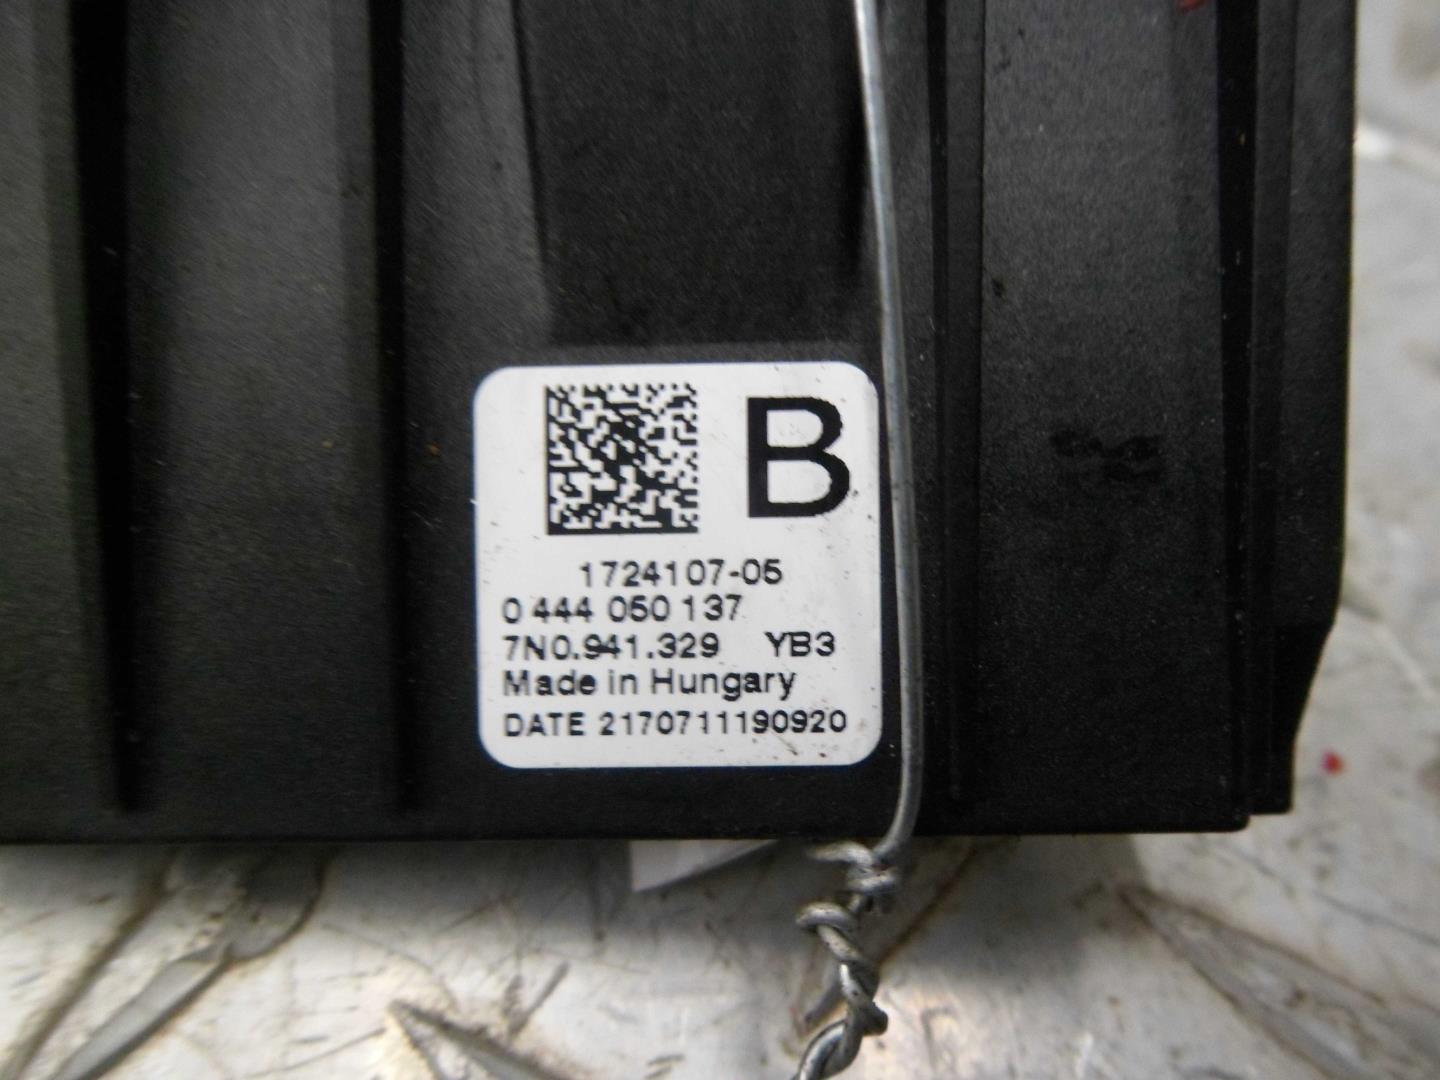 B
1724107-05
0 444 050 137
7N0.941.329 YB3
Made in Hungary
DATE 2170711190920